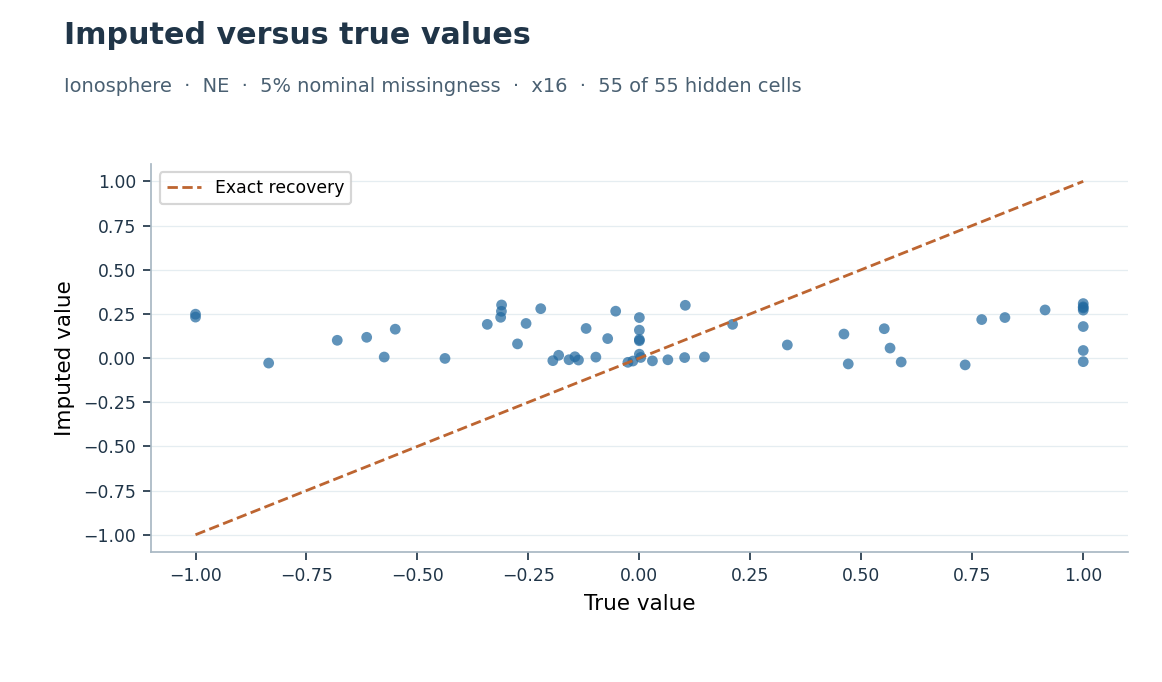 Imputed versus true values
Ionosphere · NE · 5% nominal missingness · x16 · 55 of 55 hidden cells
Exact recovery
1.00
0.75
0.50
0.25
0.00
−0.25
−0.50
−0.75
−1.00
Imputed value
−1.00 −0.75 −0.50 −0.25 0.00 0.25 0.50 0.75 1.00
True value